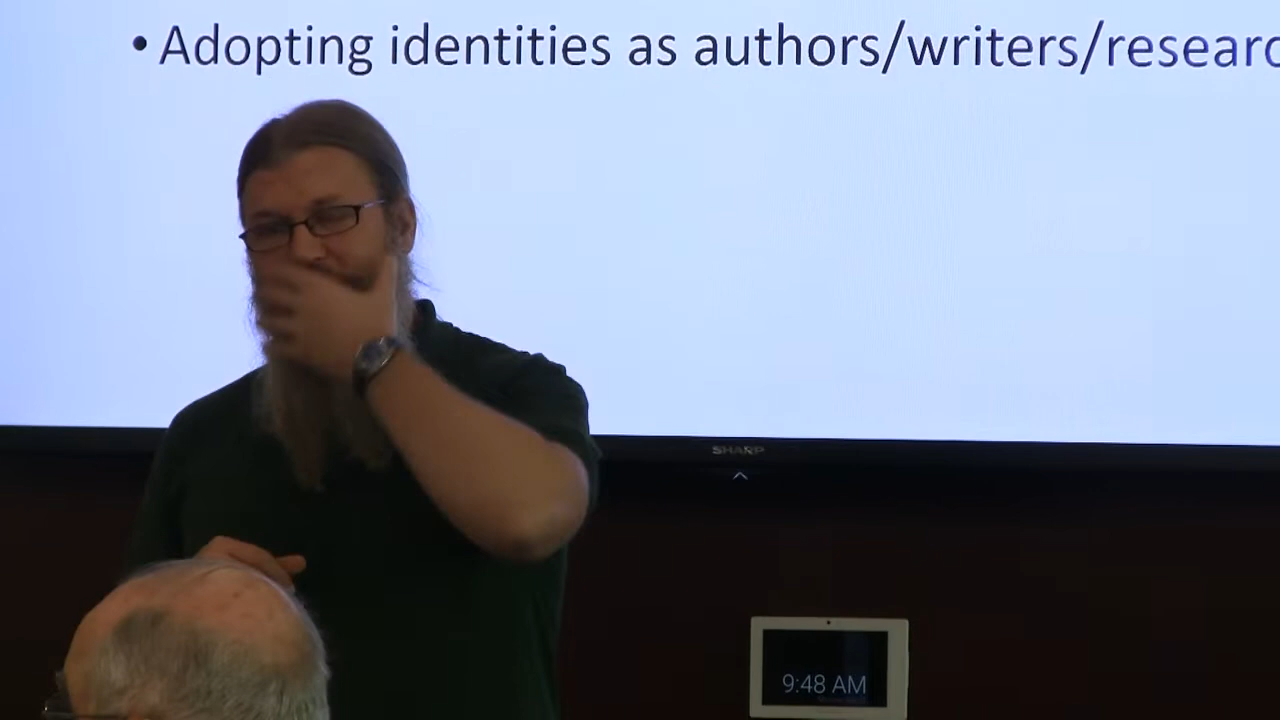 • Adopting identities as authors/writers/researc
SHARP
9:48 AM